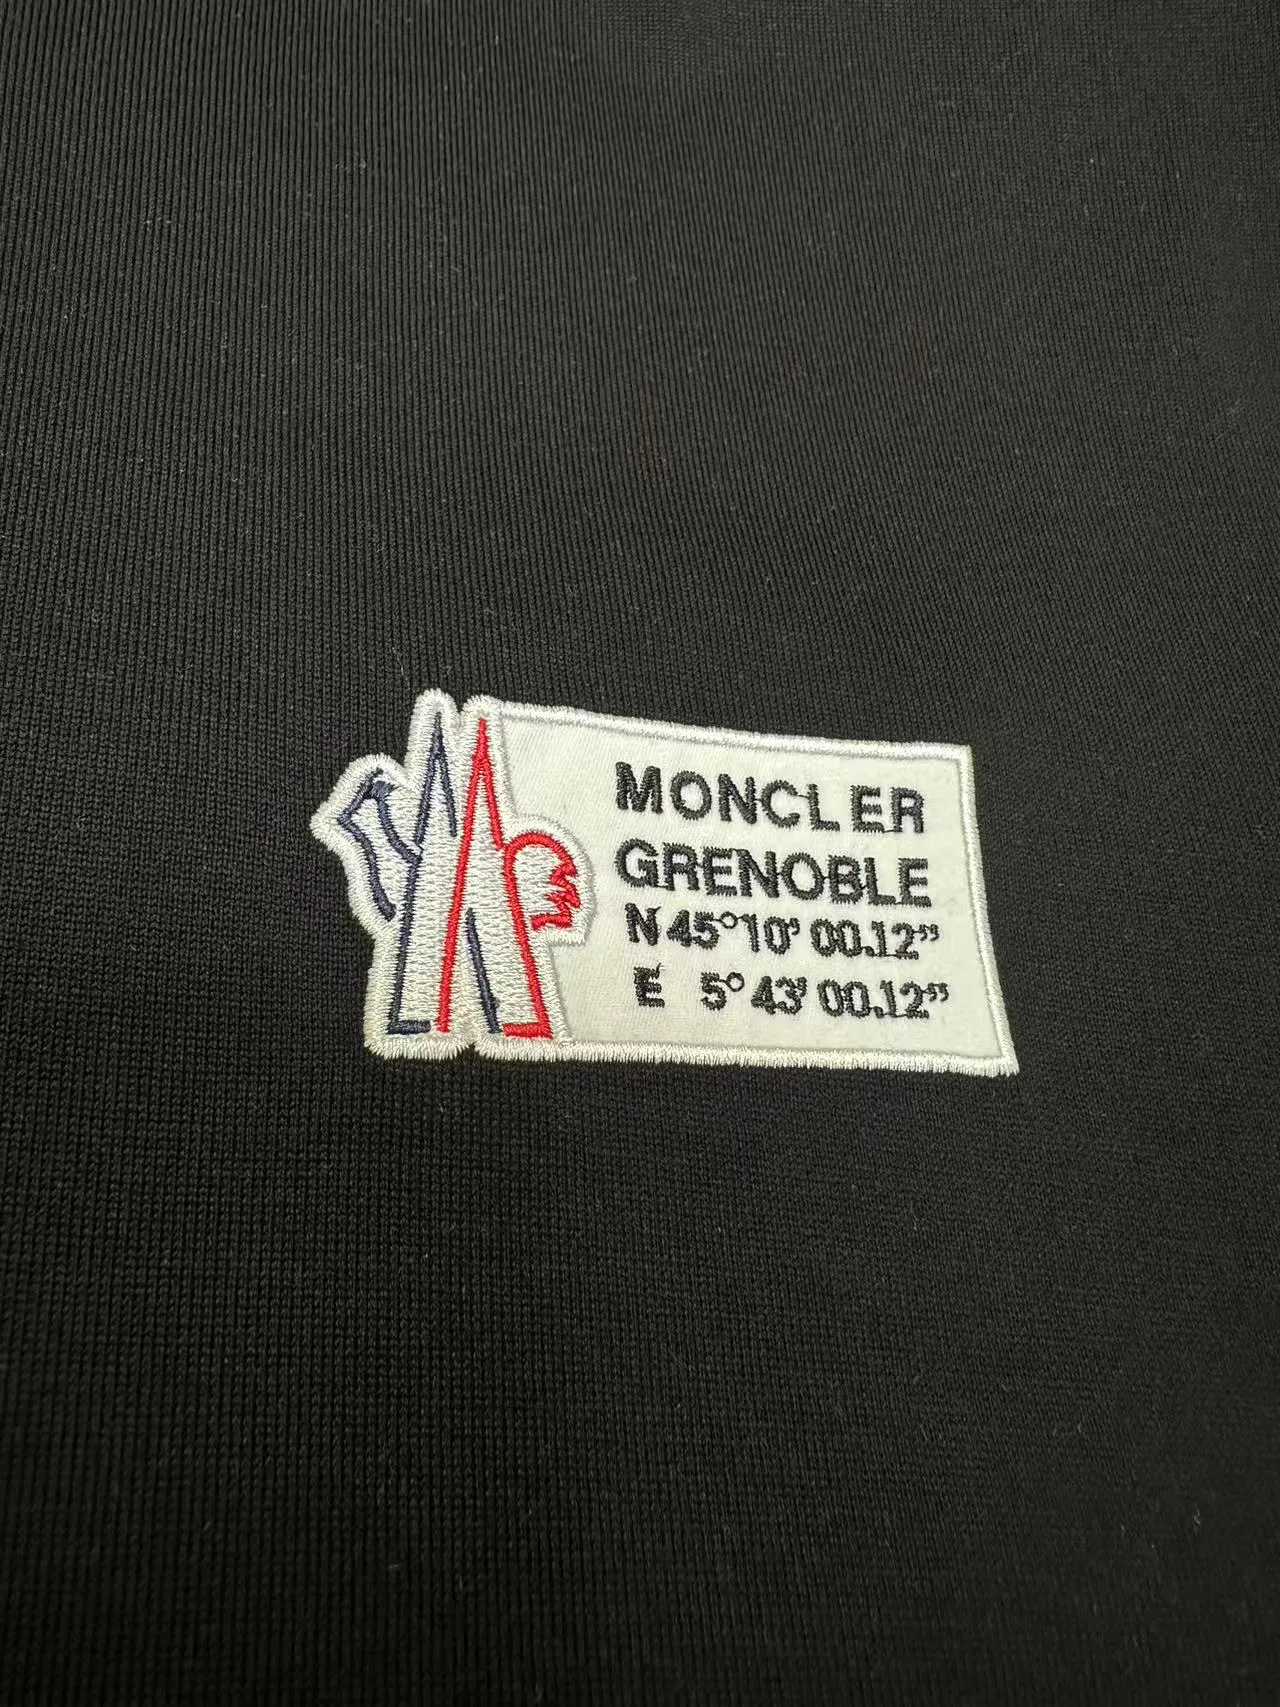 MONCLER
GRENOBLE
N 45°10' 00.12"
E 5° 43' 00.12"